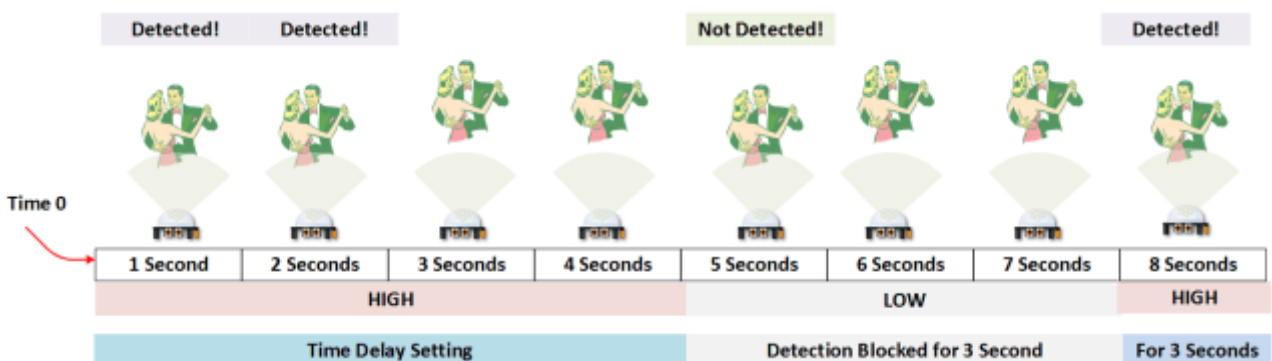 Detected!
Detected!
Not Detected!
Detected!
Time 0
1 Second
2 Seconds
3 Seconds
4 Seconds
5 Seconds
6 Seconds
7 Seconds
8 Seconds
HIGH
LOW
HIGH
Time Delay Setting
Detection Blocked for 3 Second
For 3 Seconds